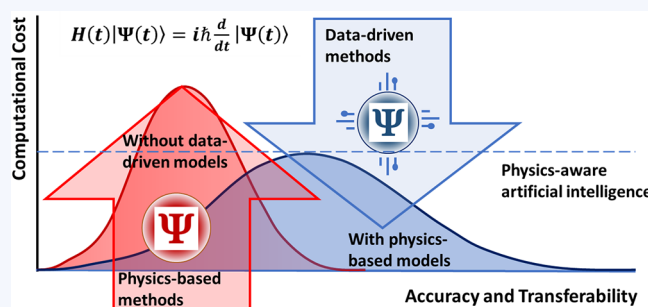 H(t)|Ψ(t)⟩ = iℏ d/dt |Ψ(t)⟩
Data-driven
methods
Computational Cost
Ψ
Without data-
driven models
Physics-aware
artificial intelligence
Ψ
With physics-
based models
Physics-based
methods
Accuracy and Transferability